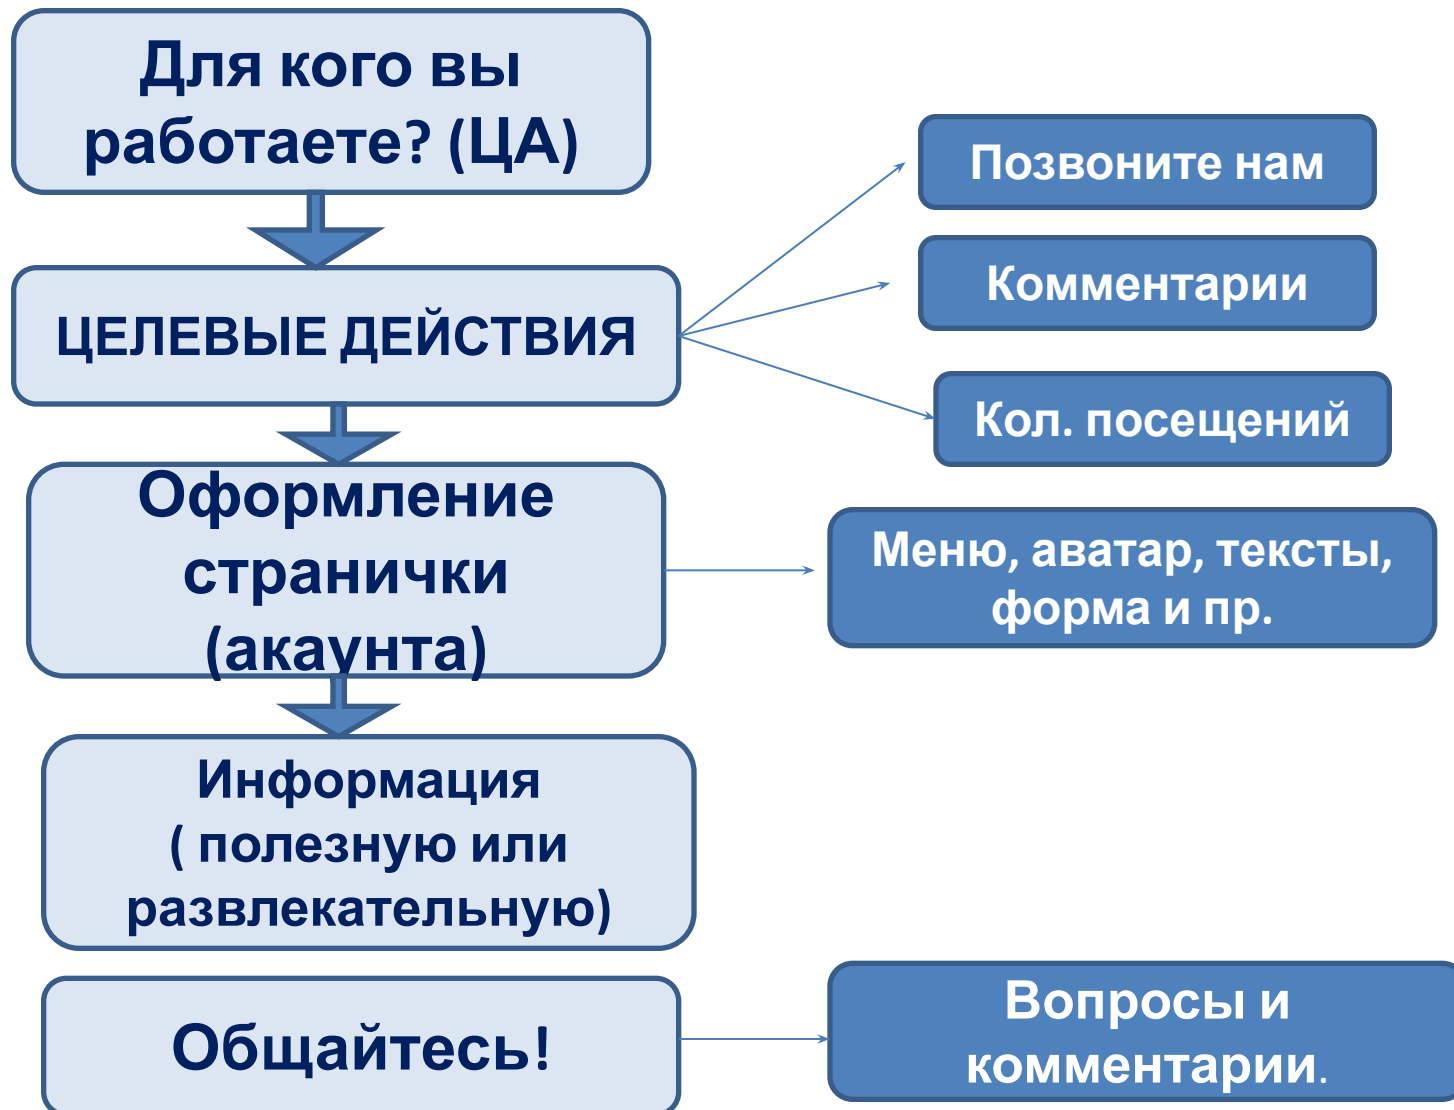 Для кого вы
работаете? (ЦА)
Позвоните нам
Комментарии
ЦЕЛЕВЫЕ ДЕЙСТВИЯ
Кол. посещений
Оформление
странички
(акаунта)
Меню, аватар, тексты,
форма и пр.
Информация
( полезную или
развлекательную)
Общайтесь!
Вопросы и
комментарии.